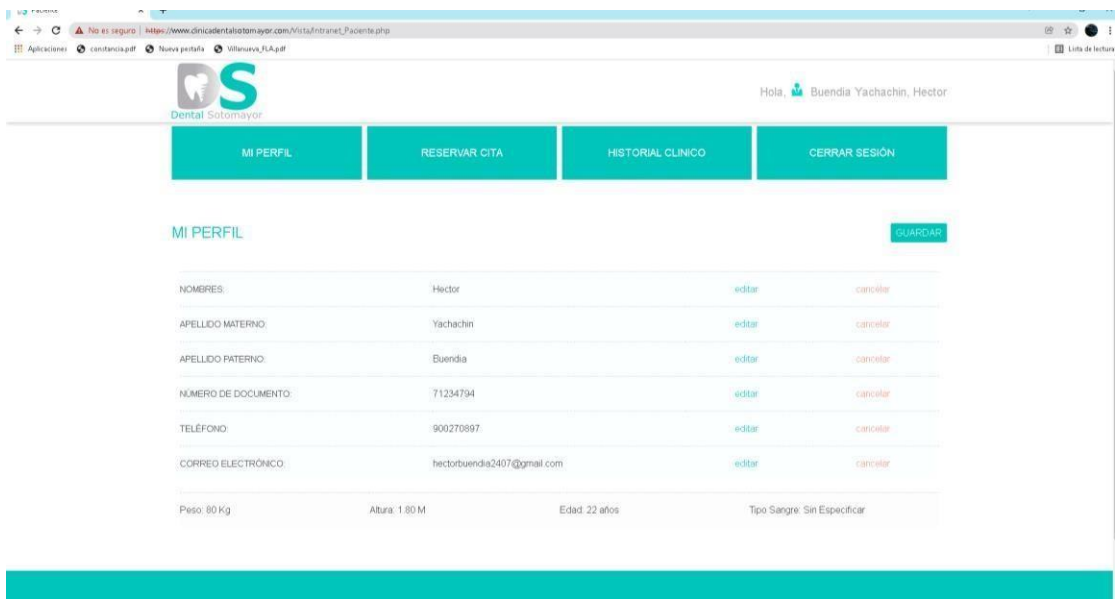 Paciente
No es seguro | https://www.clinicadentalsotomayor.com/Vista/Intranet_Paciente.php
Aplicaciones constancia.pdf Nueva pestaña Villanueva_FLA.pdf Lista de lectura
DS
Dental Sotomayor
Hola, Buendia Yachachin, Hector
MI PERFIL RESERVAR CITA HISTORIAL CLINICO CERRAR SESIÓN
MI PERFIL GUARDAR
NOMBRES: Hector editar cancelar
APELLIDO MATERNO: Yachachin editar cancelar
APELLIDO PATERNO: Buendia editar cancelar
NÚMERO DE DOCUMENTO: 71234794 editar cancelar
TELÉFONO: 900270897 editar cancelar
CORREO ELECTRÓNICO: hectorbuendia2407@gmail.com editar cancelar
Peso: 80 Kg Altura: 1.80 M Edad: 22 años Tipo Sangre: Sin Especificar